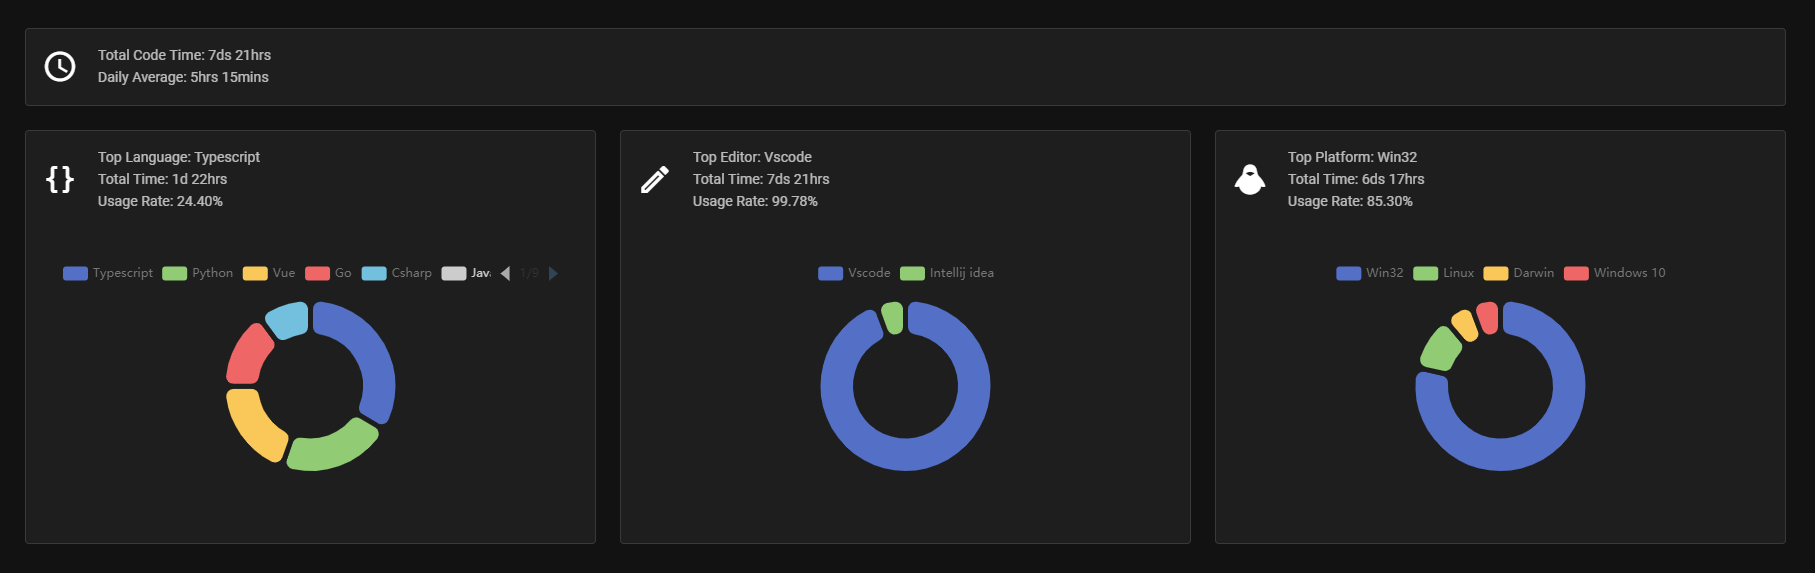 Total Code Time: 7ds 21hrs
Daily Average: 5hrs 15mins
Top Language: Typescript
Total Time: 1d 22hrs
Usage Rate: 24.40%
Typescript Python Vue Go Csharp Jav 1/9
Top Editor: Vscode
Total Time: 7ds 21hrs
Usage Rate: 99.78%
Vscode Intellij idea
Top Platform: Win32
Total Time: 6ds 17hrs
Usage Rate: 85.30%
Win32 Linux Darwin Windows 10